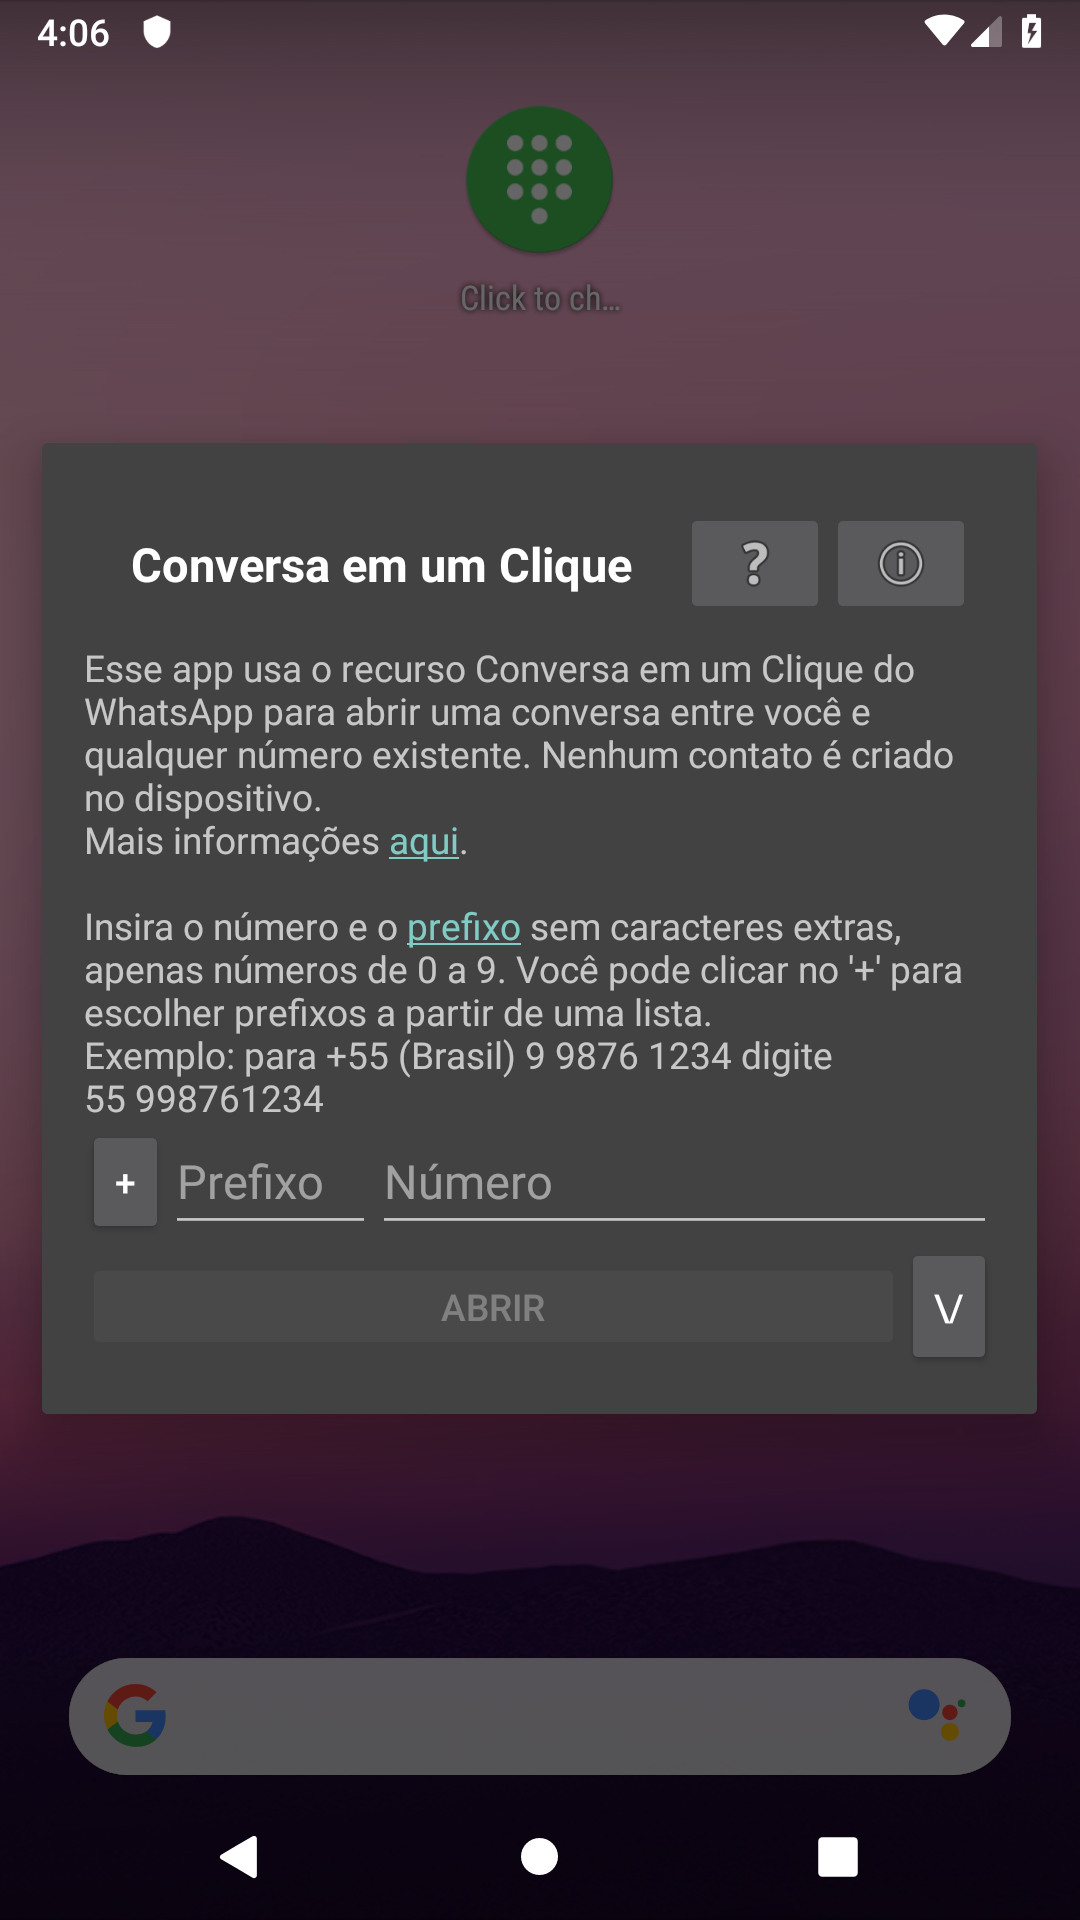 4:06
Click to ch...
Conversa em um Clique
?
Esse app usa o recurso Conversa em um Clique do
WhatsApp para abrir uma conversa entre você e
qualquer número existente. Nenhum contato é criado
no dispositivo.
Mais informações aqui.
Insira o número e o prefixo sem caracteres extras,
apenas números de 0 a 9. Você pode clicar no '+' para
escolher prefixos a partir de uma lista.
Exemplo: para +55 (Brasil) 9 9876 1234 digite
55 998761234
+ Prefixo Número
ABRIR \/